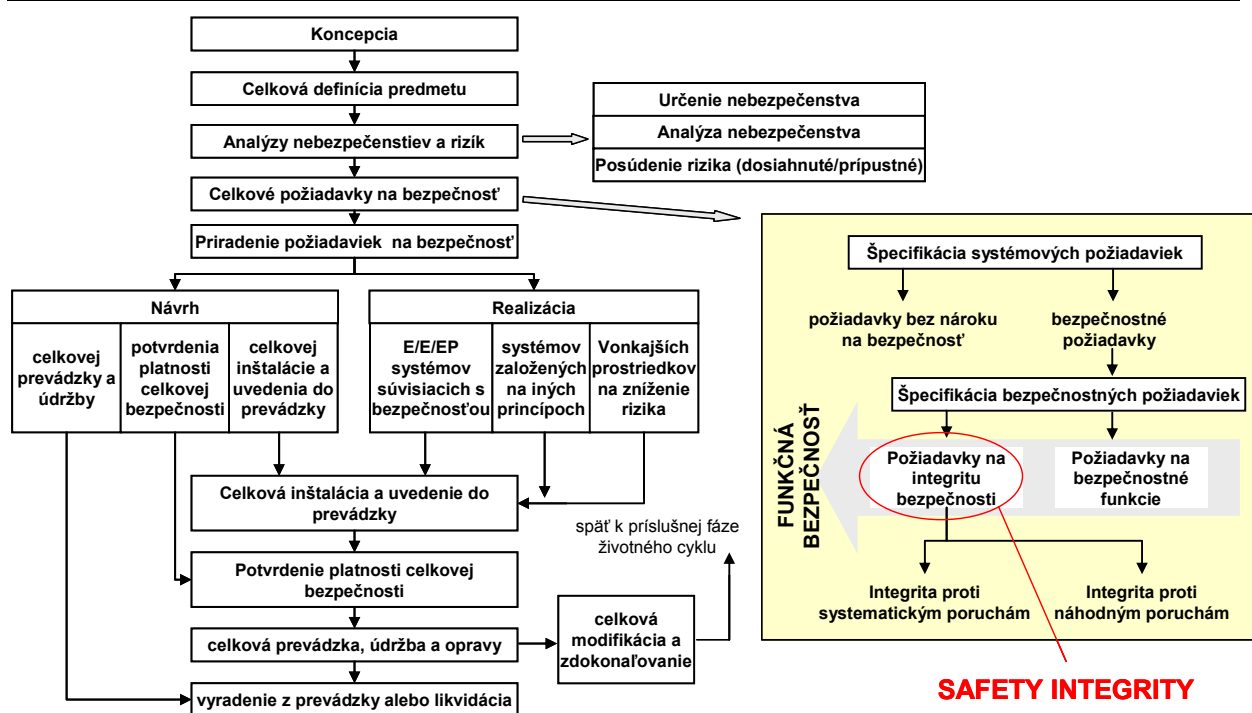 Koncepcia
Celková definícia predmetu
Analýzy nebezpečenstiev a rizík
Celkové požiadavky na bezpečnosť
Priradenie požiadaviek na bezpečnosť
Určenie nebezpečenstva
Analýza nebezpečenstva
Posúdenie rizika (dosiahnuté/prípustné)
Návrh
celkovej
prevádzky a
údržby
potvrdenia
platnosti
celkovej
bezpečnosti
celkovej
inštalácie a
uvedenia do
prevádzky
Realizácia
E/E/EP
systémov
súvisiacich s
bezpečnosťou
systémov
založených
na iných
princípoch
Vonkajších
prostriedkov
na zníženie
rizika
Celková inštalácia a uvedenie do
prevádzky
Potvrdenie platnosti celkovej
bezpečnosti
celková prevádzka, údržba a opravy
vyradenie z prevádzky alebo likvidácia
celková
modifikácia a
zdokonaľovanie
späť k príslušnej fáze
životného cyklu
Špecifikácia systémových požiadaviek
požiadavky bez nároku
na bezpečnosť
bezpečnostné
požiadavky
Špecifikácia bezpečnostných požiadaviek
FUNKČNÁ
BEZPEČNOSŤ
Požiadavky na
integritu
bezpečnosti
Požiadavky na
bezpečnostné
funkcie
Integrita proti
systematickým poruchám
Integrita proti
náhodným poruchám
SAFETY INTEGRITY